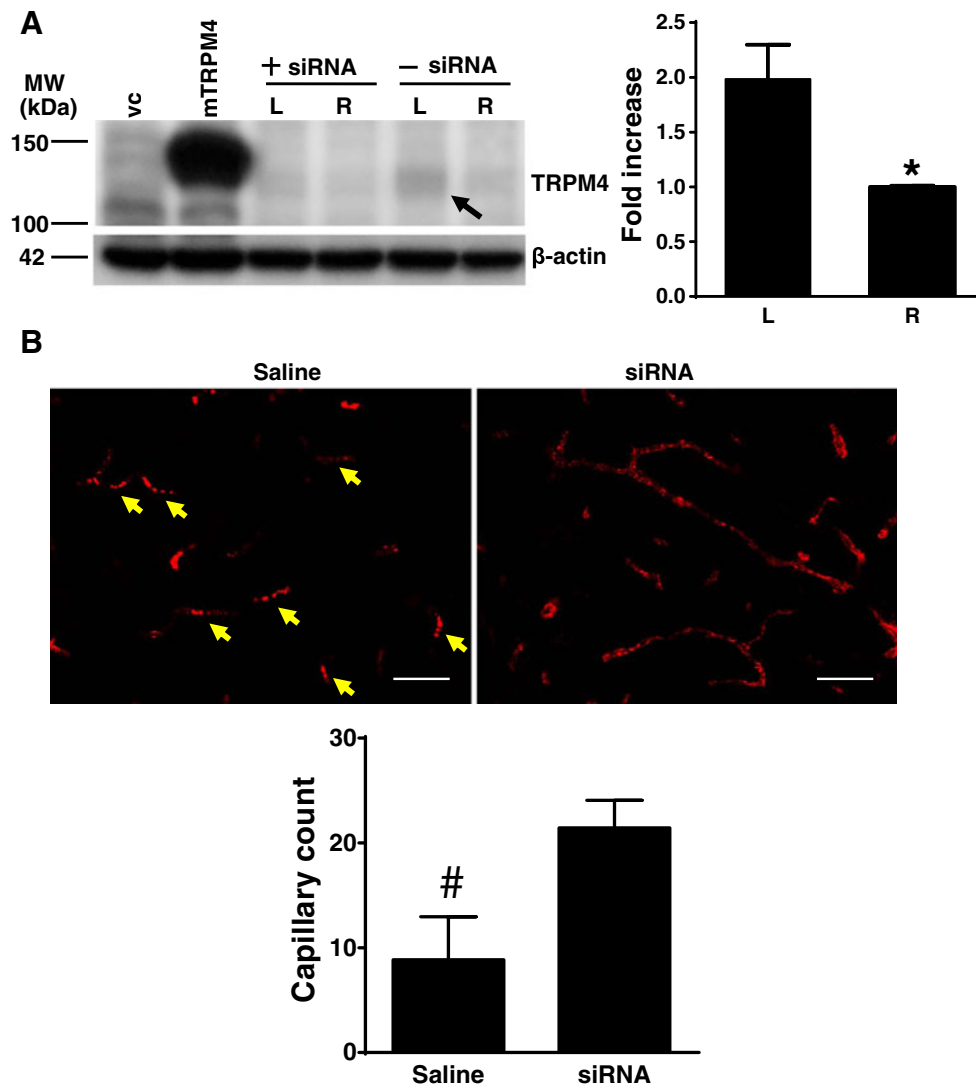 A
MW
(kDa)
vc
mTRPM4
+ siRNA
– siRNA
L R L R
150
100
42
TRPM4
β-actin
Fold increase
2.5
2.0
1.5
1.0
0.5
0.0
*
L R
B
Saline siRNA
Capillary count
30
20
10
0
#
Saline siRNA